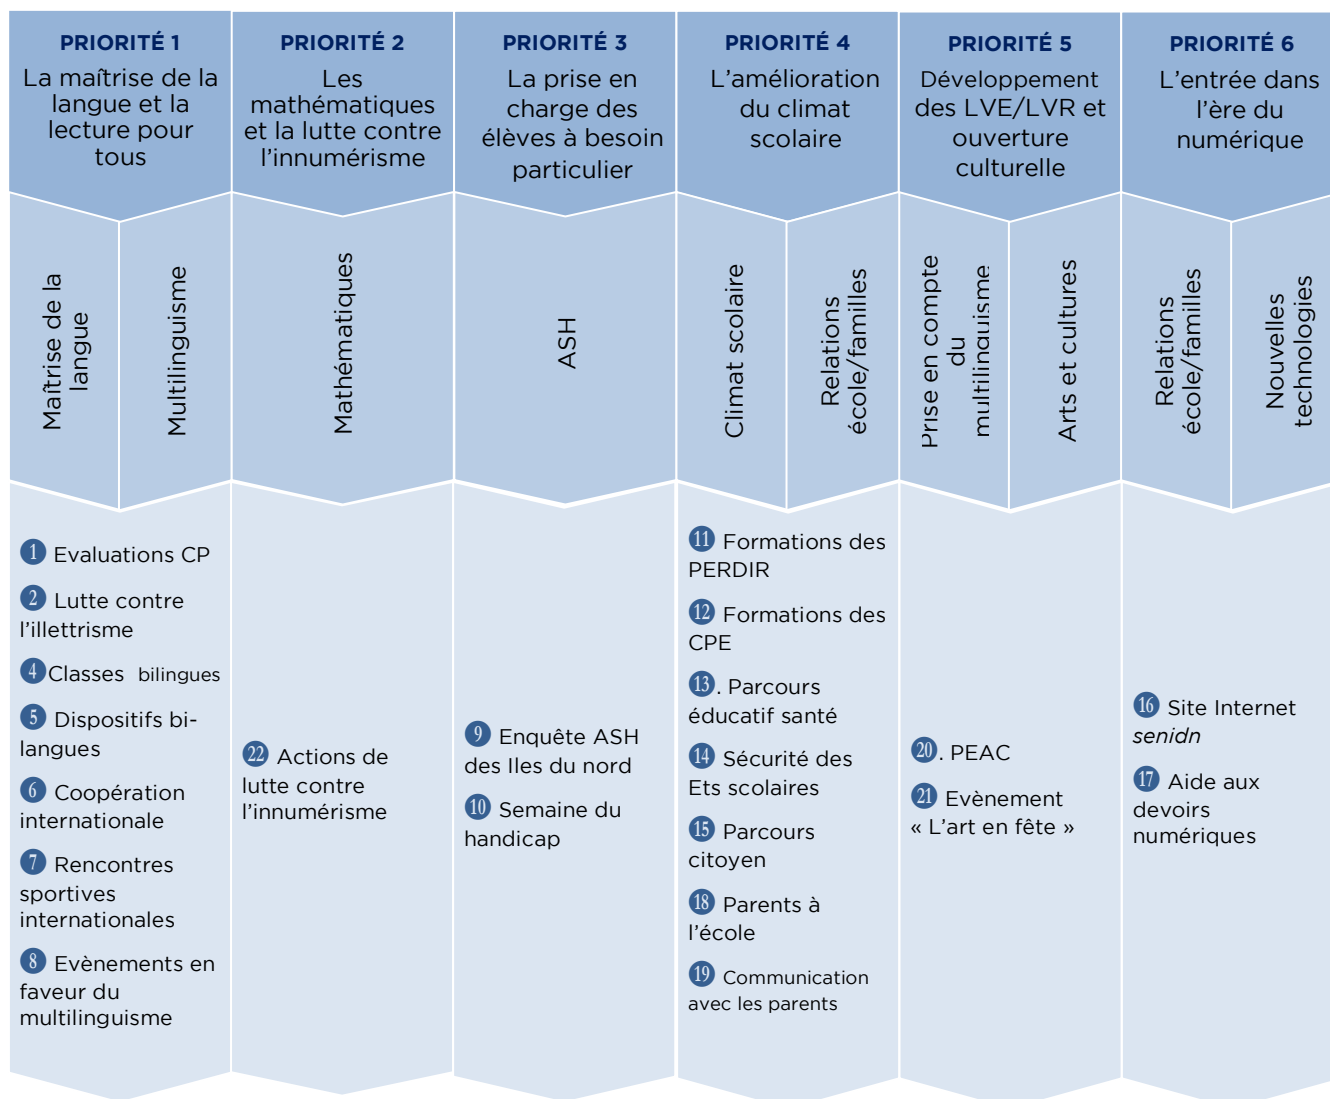 PRIORITÉ 1
La maîtrise de la
langue et la
lecture pour
tous
PRIORITÉ 2
Les
mathématiques
et la lutte contre
l'innumérisme
PRIORITÉ 3
La prise en
charge des
élèves à besoin
particulier
PRIORITÉ 4
L'amélioration
du climat
scolaire
PRIORITÉ 5
Développement
des LVE/LVR et
ouverture
culturelle
PRIORITÉ 6
L'entrée dans
l'ère du
numérique
Maîtrise de la
langue
Multilinguisme
Mathématiques
ASH
Climat scolaire
Relations
école/familles
Prise en compte
du
multilinguisme
Arts et cultures
Relations
école/familles
Nouvelles
technologies
1 Evaluations CP
2 Lutte contre
l'illettrisme
4 Classes bilingues
5 Dispositifs bi-
langues
6 Coopération
internationale
7 Rencontres
sportives
internationales
8 Evènements en
faveur du
multilinguisme
22 Actions de
lutte contre
l'innumérisme
9 Enquête ASH
des Iles du nord
10 Semaine du
handicap
11 Formations des
PERDIR
12 Formations des
CPE
13. Parcours
éducatif santé
14 Sécurité des
Ets scolaires
15 Parcours
citoyen
18 Parents à
l'école
19 Communication
avec les parents
20. PEAC
21 Evènement
« L'art en fête »
16 Site Internet
senidn
17 Aide aux
devoirs
numériques